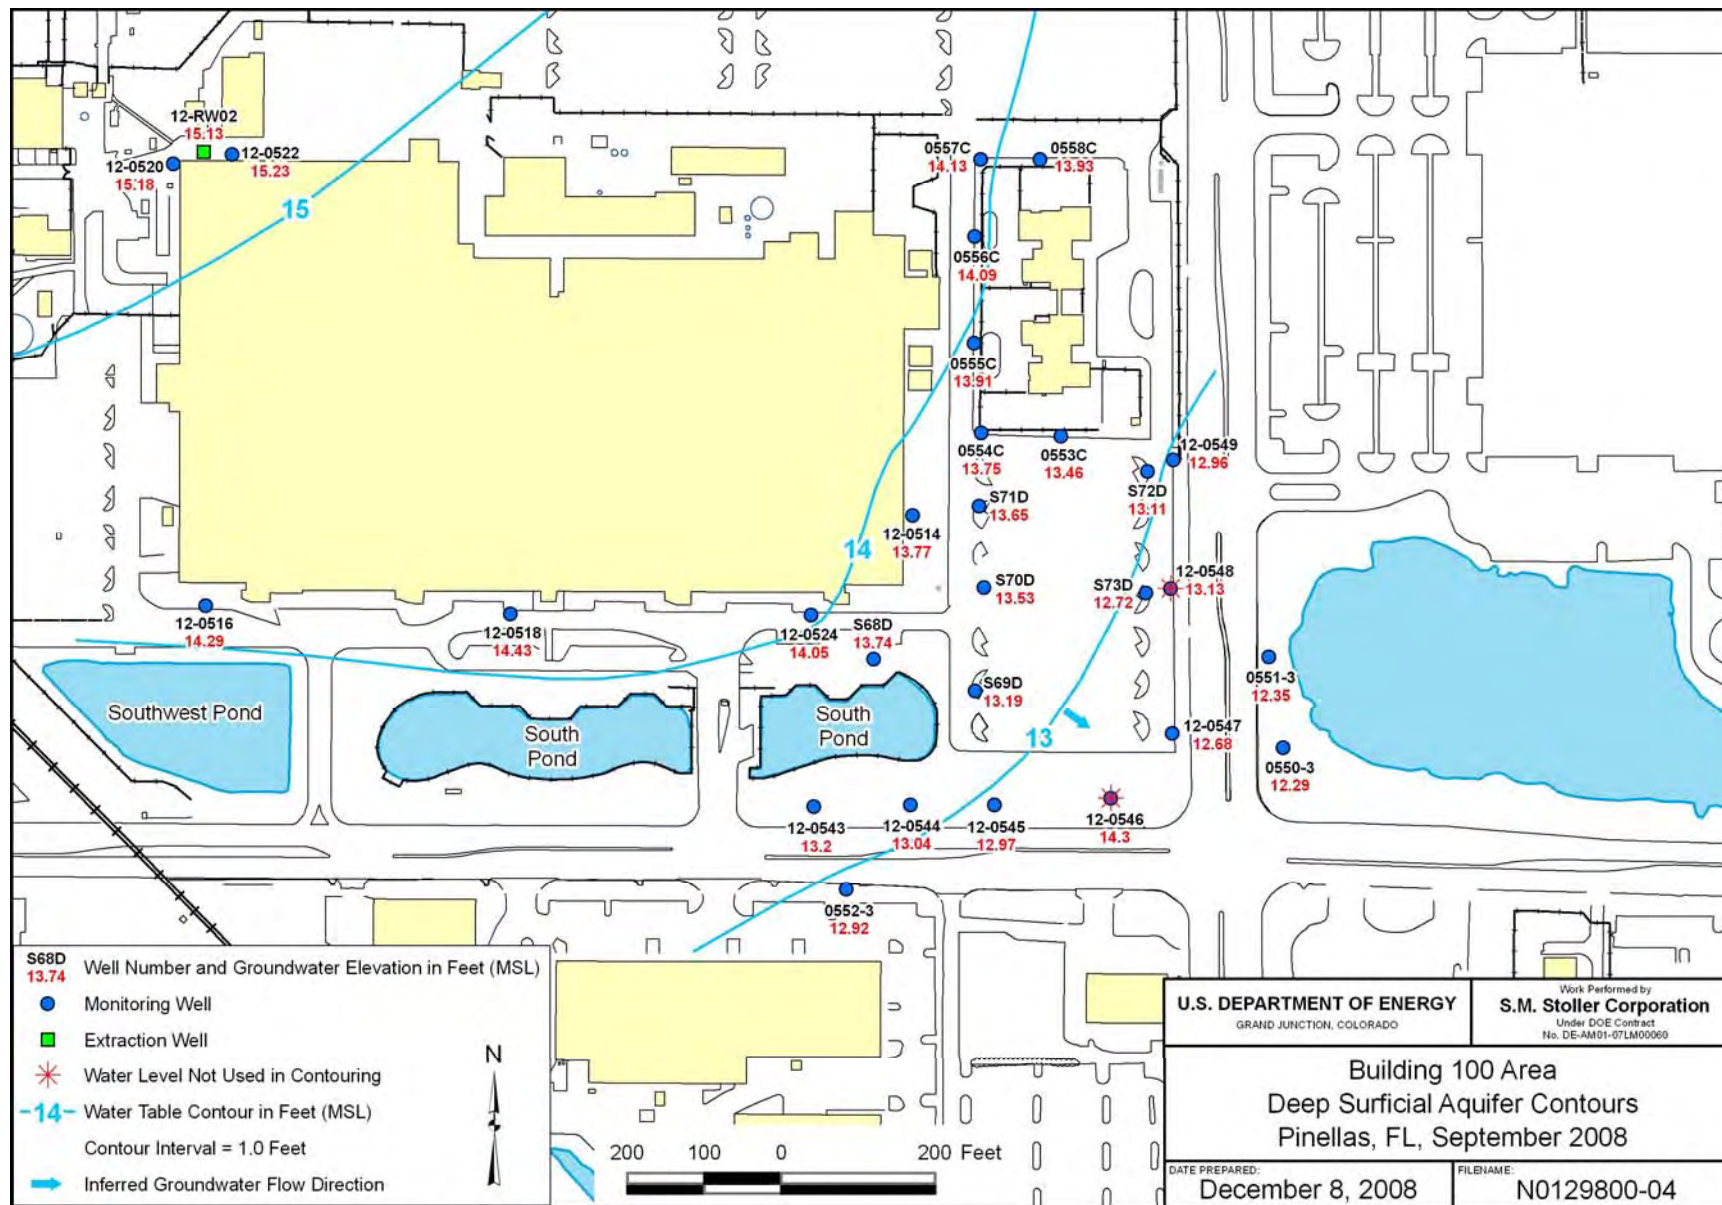 12-RW02
15.13
12-0520
15.18
12-0522
15.23
15
0557C
14.13
0558C
13.93
0556C
14.09
0555C
13.91
0554C
13.75
0553C
13.46
12-0549
12.96
S72D
13.11
S71D
13.65
12-0514
13.77
14
S70D
13.53
S73D
12.72
12-0548
13.13
12-0516
14.29
12-0518
14.43
12-0524
14.05
S68D
13.74
S69D
13.19
0551-3
12.35
Southwest Pond
South
Pond
South
Pond
13
12-0547
12.68
0550-3
12.29
12-0543
13.2
12-0544
13.04
12-0545
12.97
12-0546
14.3
0552-3
12.92
S68D
13.74
Well Number and Groundwater Elevation in Feet (MSL)
Monitoring Well
Extraction Well
Water Level Not Used in Contouring
14
Water Table Contour in Feet (MSL)
Contour Interval = 1.0 Feet
Inferred Groundwater Flow Direction
N
200 100 0 200 Feet
U.S. DEPARTMENT OF ENERGY
GRAND JUNCTION, COLORADO
Work Performed by
S.M. Stoller Corporation
Under DOE Contract
No. DE-AM01-07LM00060
Building 100 Area
Deep Surficial Aquifer Contours
Pinellas, FL, September 2008
DATE PREPARED:
December 8, 2008
FILENAME:
N0129800-04